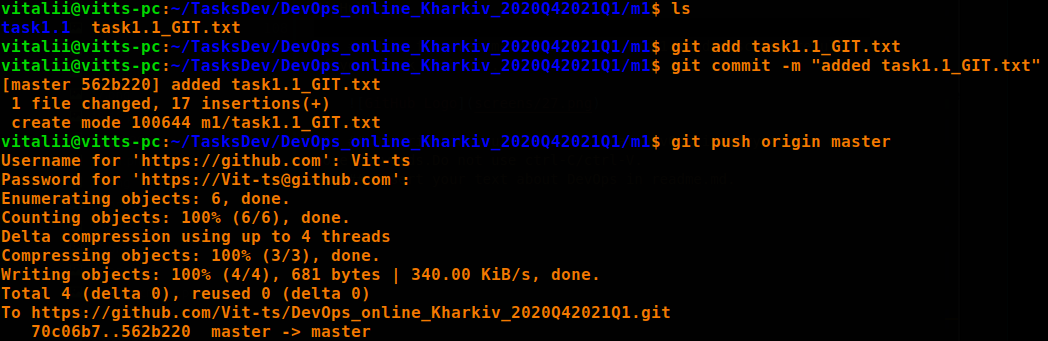 vitalii@vitts-pc:~/TasksDev/DevOps_online_Kharkiv_2020Q42021Q1/m1$ ls
task1.1  task1.1_GIT.txt
vitalii@vitts-pc:~/TasksDev/DevOps_online_Kharkiv_2020Q42021Q1/m1$ git add task1.1_GIT.txt
vitalii@vitts-pc:~/TasksDev/DevOps_online_Kharkiv_2020Q42021Q1/m1$ git commit -m "added task1.1_GIT.txt"
[master 562b220] added task1.1_GIT.txt
 1 file changed, 17 insertions(+)
 create mode 100644 m1/task1.1_GIT.txt
vitalii@vitts-pc:~/TasksDev/DevOps_online_Kharkiv_2020Q42021Q1/m1$ git push origin master
Username for 'https://github.com': Vit-ts
Password for 'https://Vit-ts@github.com':
Enumerating objects: 6, done.
Counting objects: 100% (6/6), done.
Delta compression using up to 4 threads
Compressing objects: 100% (3/3), done.
Writing objects: 100% (4/4), 681 bytes | 340.00 KiB/s, done.
Total 4 (delta 0), reused 0 (delta 0)
To https://github.com/Vit-ts/DevOps_online_Kharkiv_2020Q42021Q1.git
   70c06b7..562b220  master -> master